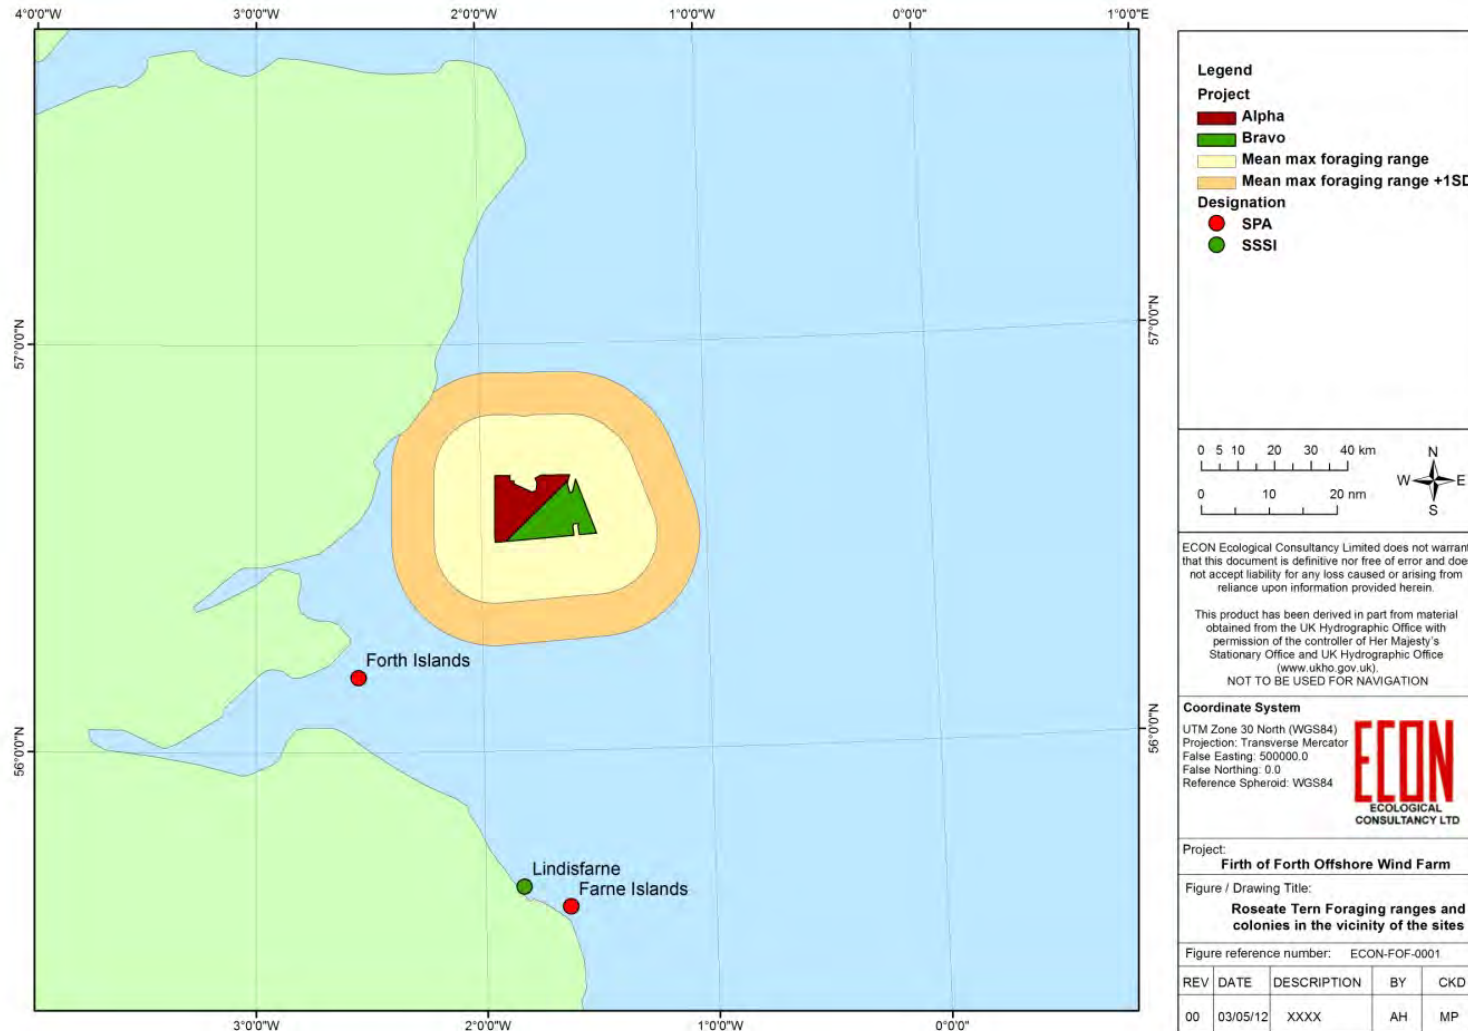 4°0'0"W 3°0'0"W 2°0'0"W 1°0'0"W 0°0'0" 1°0'0"E
57°0'0"N
56°0'0"N
57°0'0"N
56°0'0"N
Forth Islands
Lindisfarne
Farne Islands
3°0'0"W 2°0'0"W 1°0'0"W 0°0'0"
Legend
Project
Alpha
Bravo
Mean max foraging range
Mean max foraging range +1SD
Designation
SPA
SSSI
0 5 10 20 30 40 km
0 10 20 nm
N
W E
S
ECON Ecological Consultancy Limited does not warrant
that this document is definitive nor free of error and does
not accept liability for any loss caused or arising from
reliance upon information provided herein.
This product has been derived in part from material
obtained from the UK Hydrographic Office with
permission of the controller of Her Majesty's
Stationary Office and UK Hydrographic Office
(www.ukho.gov.uk).
NOT TO BE USED FOR NAVIGATION
Coordinate System
UTM Zone 30 North (WGS84)
Projection: Transverse Mercator
False Easting: 500000.0
False Northing: 0.0
Reference Spheroid: WGS84
ECON
ECOLOGICAL
CONSULTANCY LTD
Project:
Firth of Forth Offshore Wind Farm
Figure / Drawing Title:
Roseate Tern Foraging ranges and
colonies in the vicinity of the sites
Figure reference number: ECON-FOF-0001
REV DATE DESCRIPTION BY CKD
00 03/05/12 XXXX AH MP